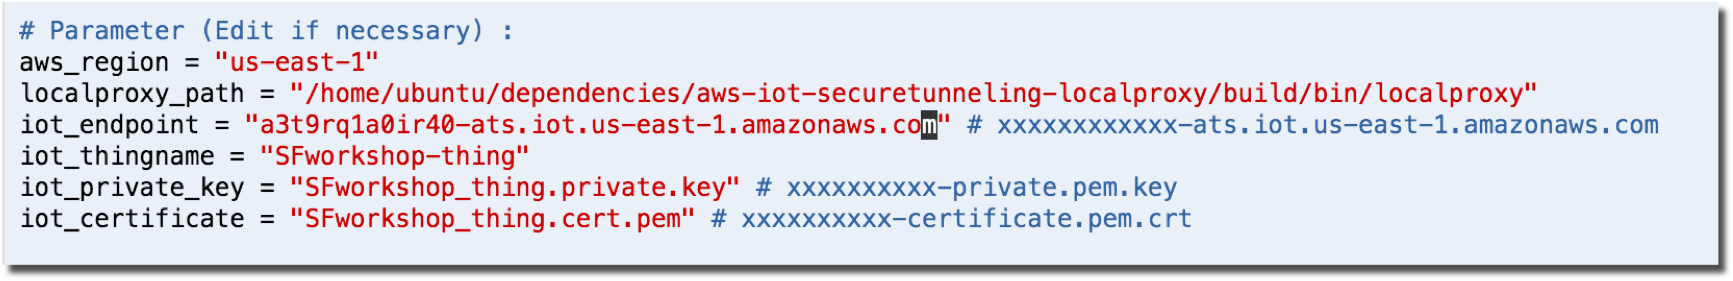 # Parameter (Edit if necessary) :
aws_region = "us-east-1"
localproxy_path = "/home/ubuntu/dependencies/aws-iot-securetunneling-localproxy/build/bin/localproxy"
iot_endpoint = "a3t9rq1a0ir40-ats.iot.us-east-1.amazonaws.com" # xxxxxxxxxxxx-ats.iot.us-east-1.amazonaws.com
iot_thingname = "SFworkshop-thing"
iot_private_key = "SFworkshop_thing.private.key" # xxxxxxxxxx-private.pem.key
iot_certificate = "SFworkshop_thing.cert.pem" # xxxxxxxxxx-certificate.pem.crt